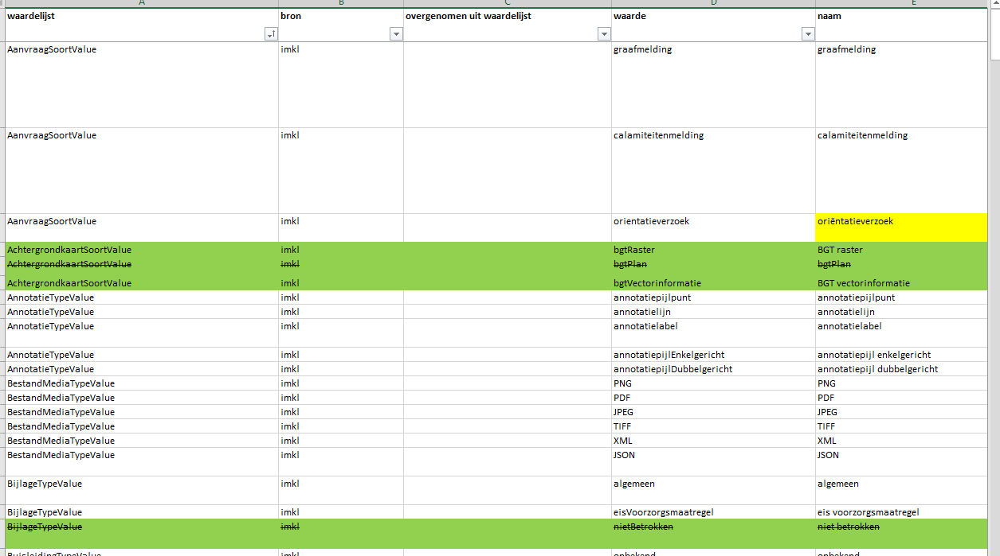 A B C D E
waardelijst bron overgenomen uit waardelijst waarde naam
AanvraagSoortValue imkl graafmelding graafmelding
AanvraagSoortValue imkl calamiteitenmelding calamiteitenmelding
AanvraagSoortValue imkl orientatieverzoek oriëntatieverzoek
AchtergrondkaartSoortValue imkl bgtRaster BGT raster
AchtergrondkaartSoortValue imkl bgtPlan bgtPlan
AchtergrondkaartSoortValue imkl bgtVectorinformatie BGT vectorinformatie
AnnotatieTypeValue imkl annotatiepijlpunt annotatiepijlpunt
AnnotatieTypeValue imkl annotatielijn annotatielijn
AnnotatieTypeValue imkl annotatielabel annotatielabel
AnnotatieTypeValue imkl annotatiepijlEnkelgericht annotatiepijl enkelgericht
AnnotatieTypeValue imkl annotatiepijlDubbelgericht annotatiepijl dubbelgericht
BestandMediaTypeValue imkl PNG PNG
BestandMediaTypeValue imkl PDF PDF
BestandMediaTypeValue imkl JPEG JPEG
BestandMediaTypeValue imkl TIFF TIFF
BestandMediaTypeValue imkl XML XML
BestandMediaTypeValue imkl JSON JSON
BijlageTypeValue imkl algemeen algemeen
BijlageTypeValue imkl eisVoorzorgsmaatregel eis voorzorgsmaatregel
BijlageTypeValue imkl nietBetrokken niet betrokken
BuisleidingTypeValue imkl onbekend onbekend